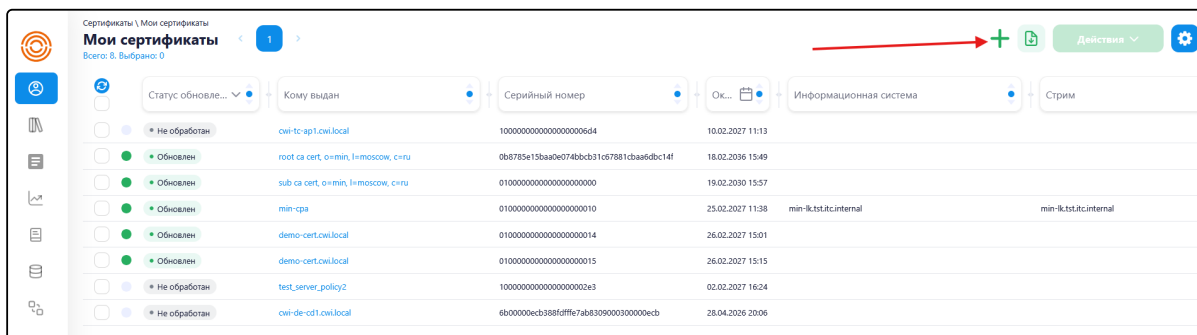 Сертификаты \ Мои сертификаты
Мои сертификаты
1
Действия
Всего: 8. Выбрано: 0
Статус обновле...
Кому выдан
Серийный номер
Ок...
Информационная система
Стрим
Не обработан cwi-tc-ap1.cwi.local 1000000000000000006d4 10.02.2027 11:13
Обновлен root ca cert, o=min, l=moscow, c=ru 0b8785e15baa0e074bbcb31c67881cbaa6dbc14f 18.02.2036 15:49
Обновлен sub ca cert, o=min, l=moscow, c=ru 0100000000000000000000 19.02.2030 15:57
Обновлен min-cpa 0100000000000000000010 25.02.2027 11:38 min-lk.tst.itc.internal min-lk.tst.itc.internal
Обновлен demo-cert.cwi.local 0100000000000000000014 26.02.2027 15:01
Обновлен demo-cert.cwi.local 0100000000000000000015 26.02.2027 15:15
Не обработан test_server_policy2 1000000000000000002e3 02.02.2027 16:24
Не обработан cwi-de-cd1.cwi.local 6b00000ecb388fdfffe7ab8309000300000ecb 28.04.2026 20:06